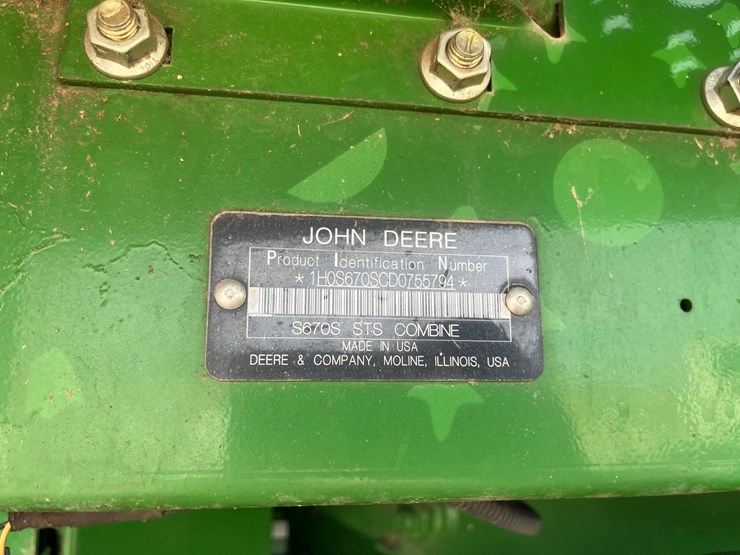 JOHN DEERE
Product Identification Number
*1H0S670SCD0755794*
S670S STS COMBINE
MADE IN USA
DEERE & COMPANY, MOLINE, ILLINOIS, USA